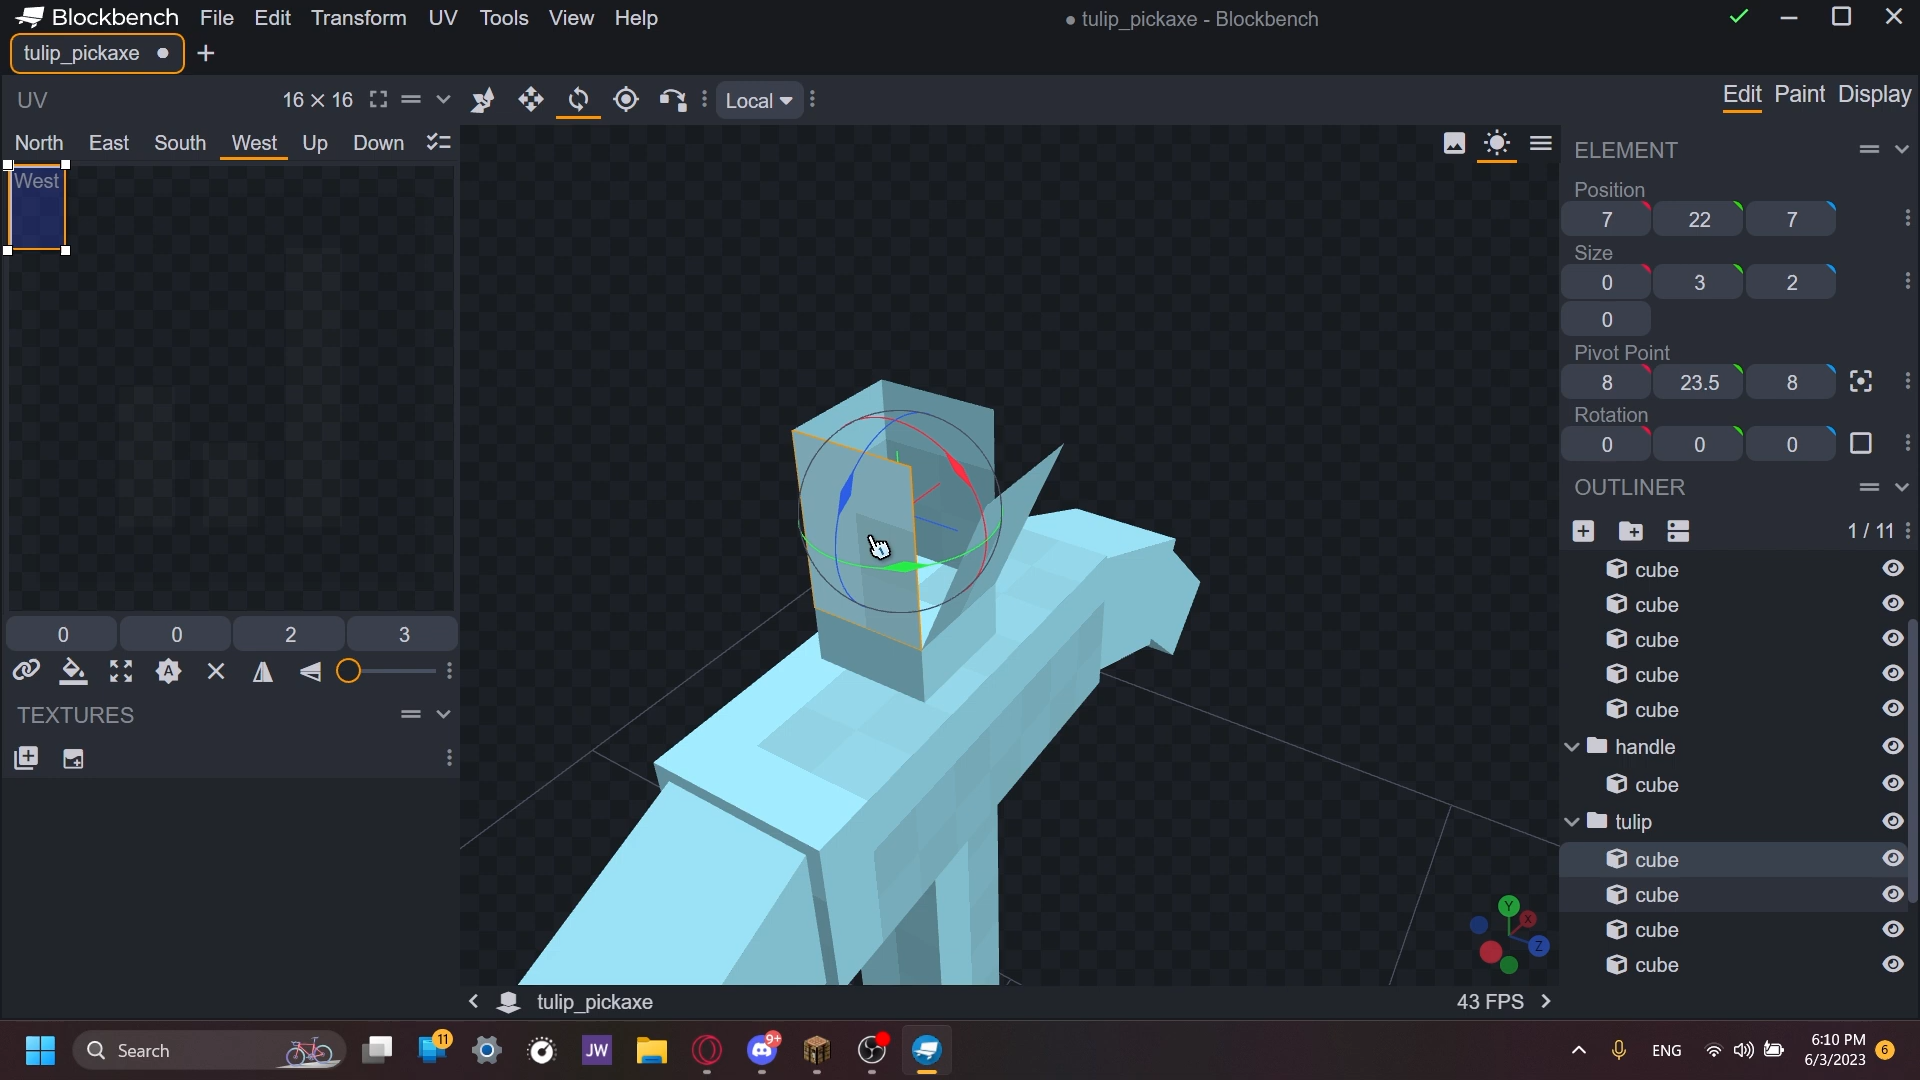 Blockbench File Edit Transform UV Tools View Help
● tulip_pickaxe - Blockbench
tulip_pickaxe
UV 16 × 16
Local
Edit Paint Display
North East South West Up Down
West
0 0 2 3
TEXTURES
ELEMENT
Position
7 22 7
Size
0 3 2
0
Pivot Point
8 23.5 8
Rotation
0 0 0
OUTLINER
1 / 11
cube
cube
cube
cube
cube
handle
cube
tulip
cube
cube
cube
cube
Y
X
Z
tulip_pickaxe
43 FPS
Search
11
JW
9+
ENG
6:10 PM
6/3/2023
6